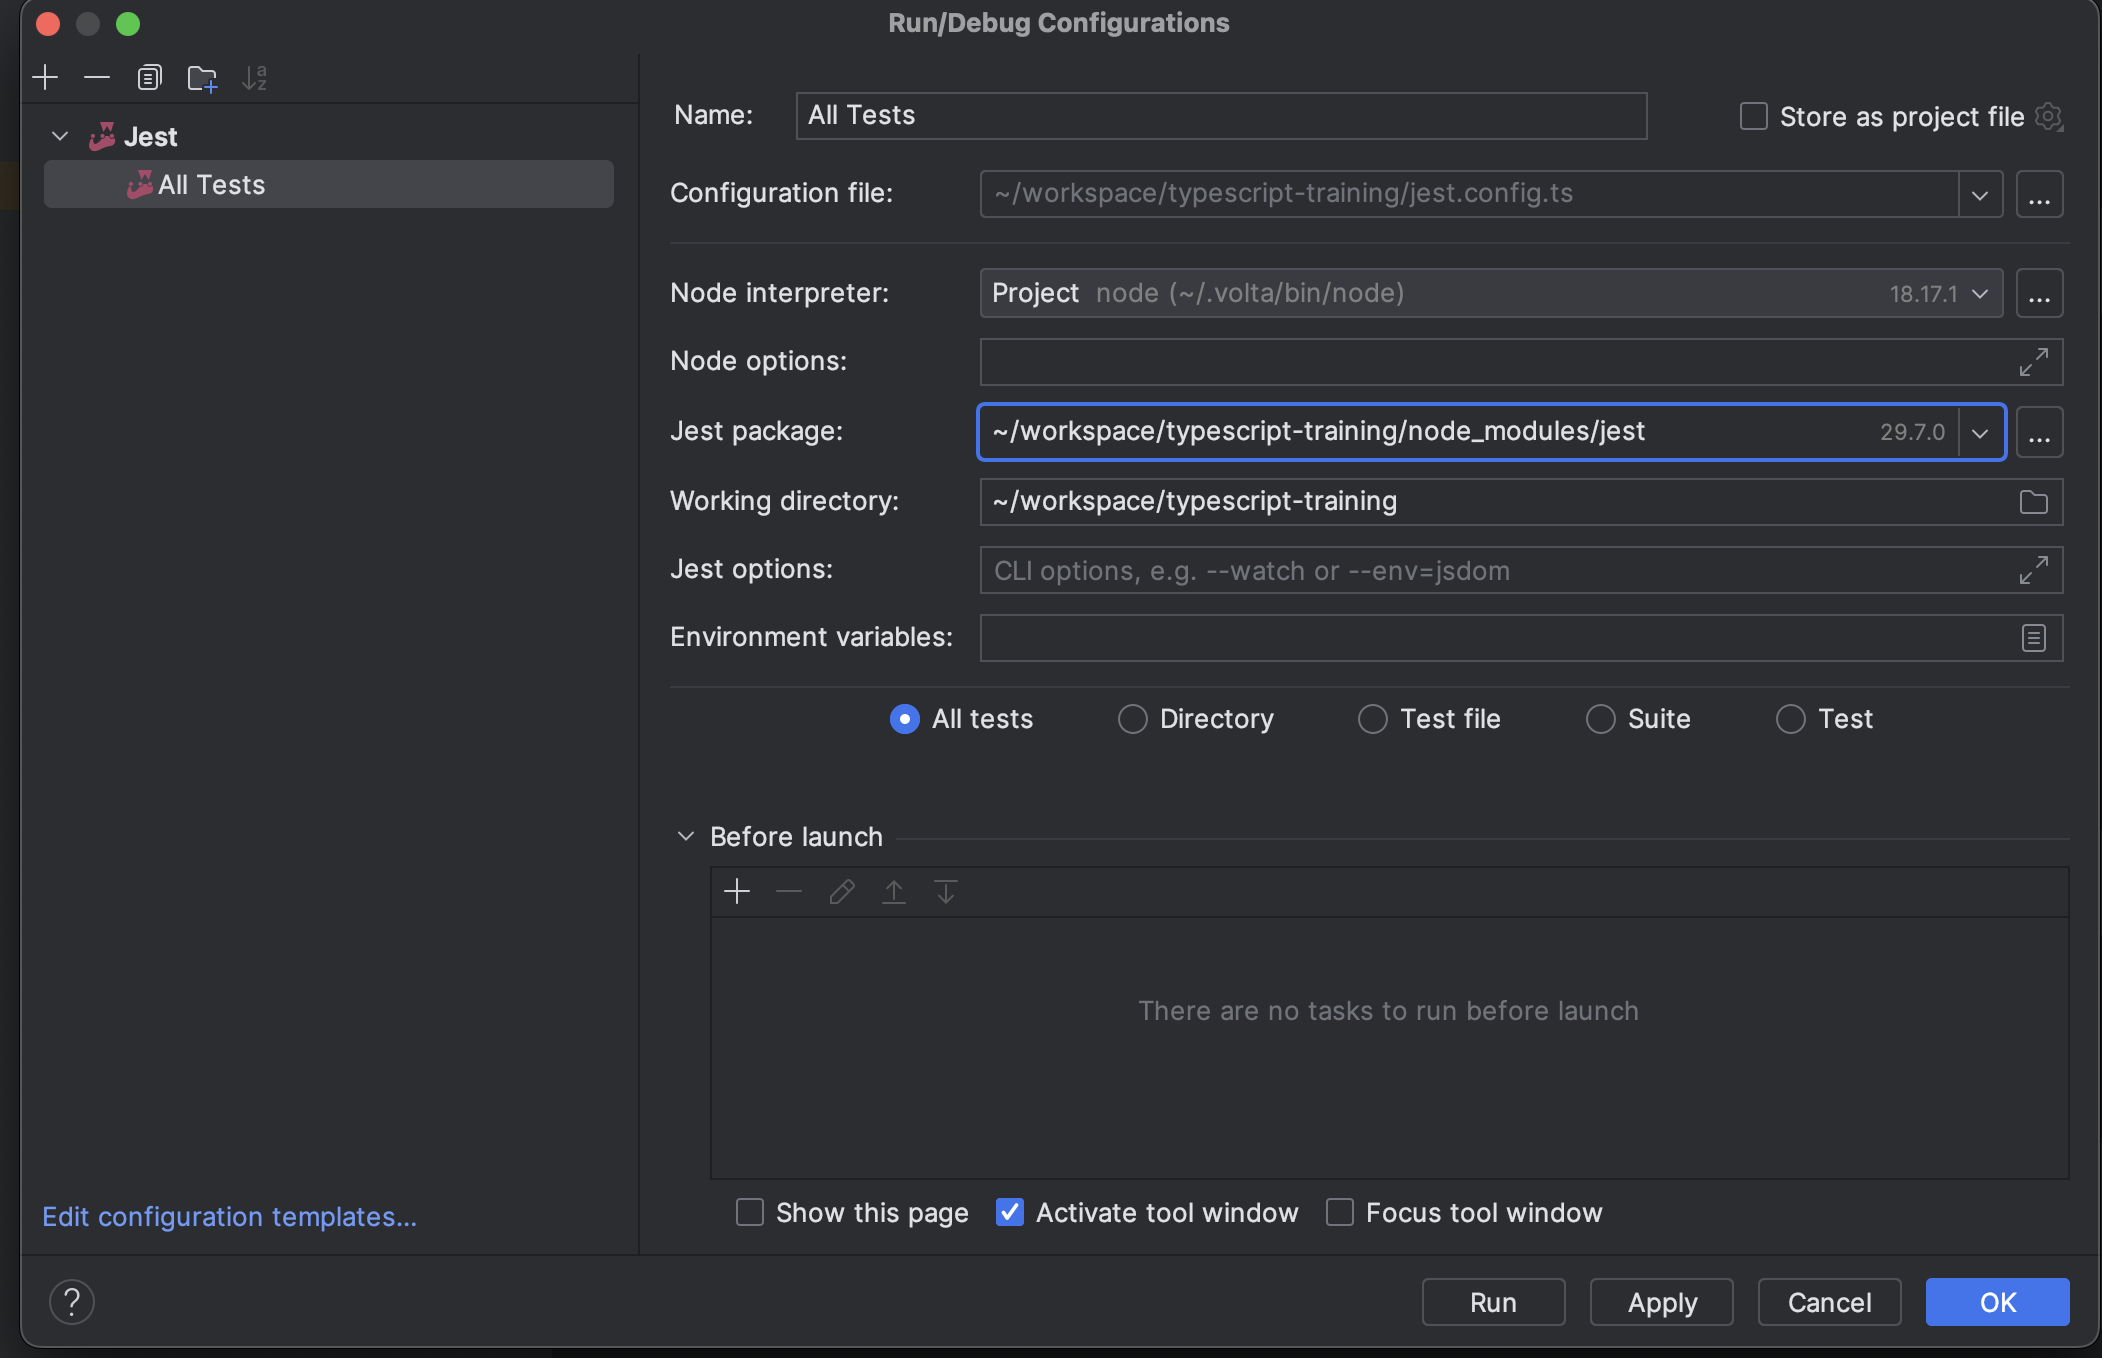 Run/Debug Configurations
Jest
All Tests
Edit configuration templates...
Name: All Tests Store as project file
Configuration file: ~/workspace/typescript-training/jest.config.ts ...
Node interpreter: Project node (~/.volta/bin/node) 18.17.1 ...
Node options:
Jest package: ~/workspace/typescript-training/node_modules/jest 29.7.0 ...
Working directory: ~/workspace/typescript-training
Jest options: CLI options, e.g. --watch or --env=jsdom
Environment variables:
All tests Directory Test file Suite Test
Before launch
There are no tasks to run before launch
Show this page Activate tool window Focus tool window
? Run Apply Cancel OK